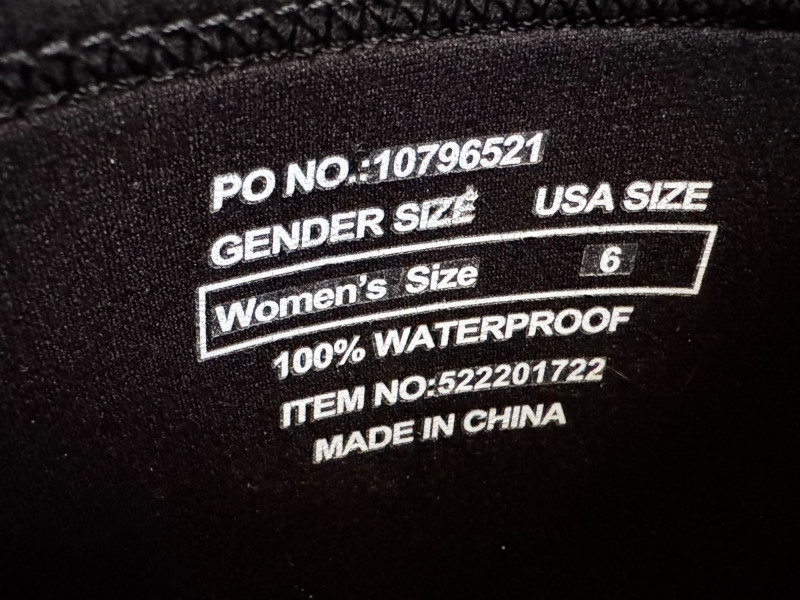 PO NO.:10796521
GENDER SIZE USA SIZE
Women's Size 6
100% WATERPROOF
ITEM NO:522201722
MADE IN CHINA